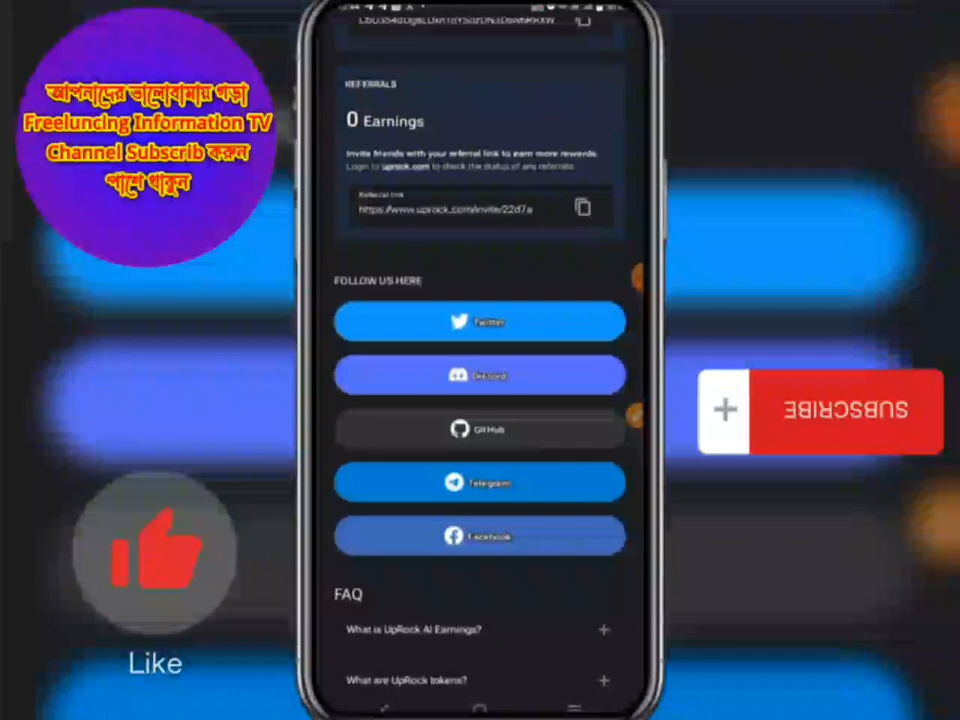 আপনাদের ভালোবাসায় গড়া
Freeluncing Information TV
Channel Subscrib করুন
পাশে থাকুন
REFERRALS
0 Earnings
Invite friends with your referral link to earn more rewards.
Login to uprock.com to check the status of any referrals.
Referral link
https://www.uprock.com/invite/22d7a
FOLLOW US HERE
Twitter
Discord
GitHub
Telegram
Facebook
SUBSCRIBE
Like
FAQ
What is UpRock AI Earnings?
What are UpRock tokens?